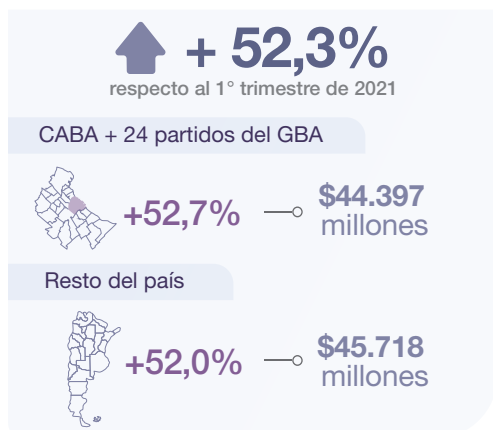 + 52,3%
respecto al 1° trimestre de 2021
CABA + 24 partidos del GBA
+52,7%
$44.397
millones
Resto del país
+52,0%
$45.718
millones